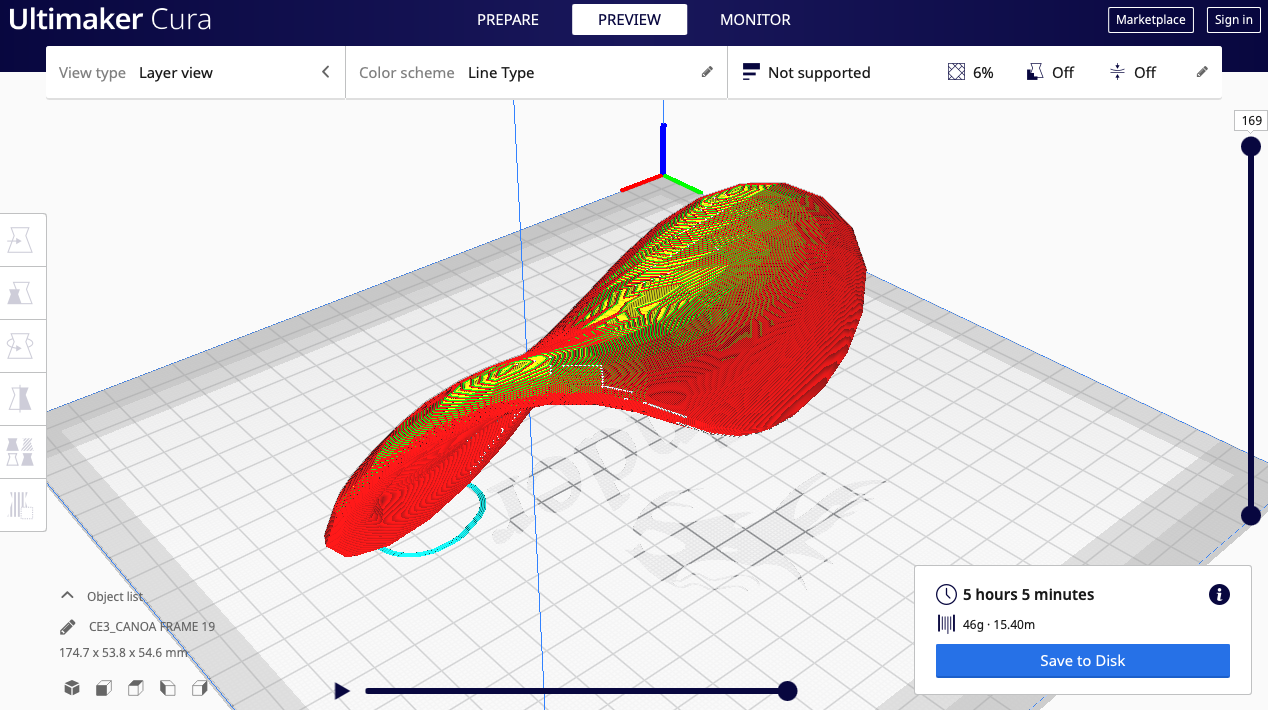 Ultimaker Cura
PREPARE
PREVIEW
MONITOR
Marketplace
Sign in
View type Layer view
Color scheme Line Type
Not supported
6%
Off
Off
169
5 hours 5 minutes
46g · 15.40m
Save to Disk
Object list
CE3_CANOA FRAME 19
174.7 x 53.8 x 54.6 mm